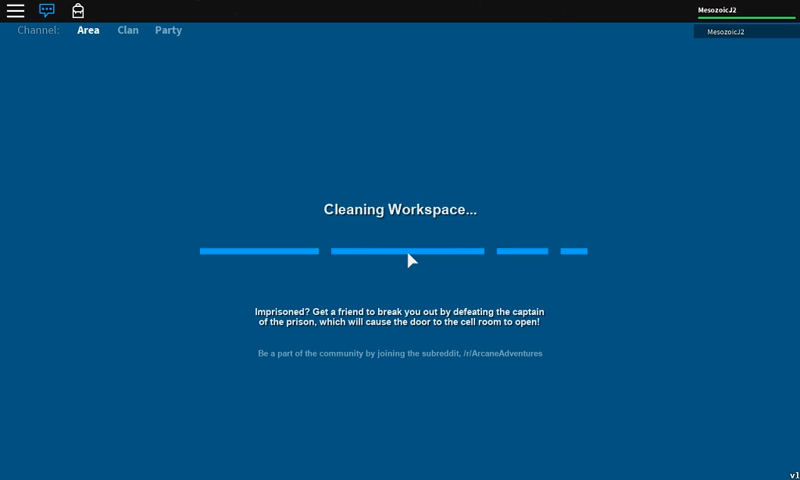 MesozoicJ2
Channel: Area Clan Party
MesozoicJ2
Cleaning Workspace...
Imprisoned? Get a friend to break you out by defeating the captain
of the prison, which will cause the door to the cell room to open!
Be a part of the community by joining the subreddit, /r/ArcaneAdventures
v1